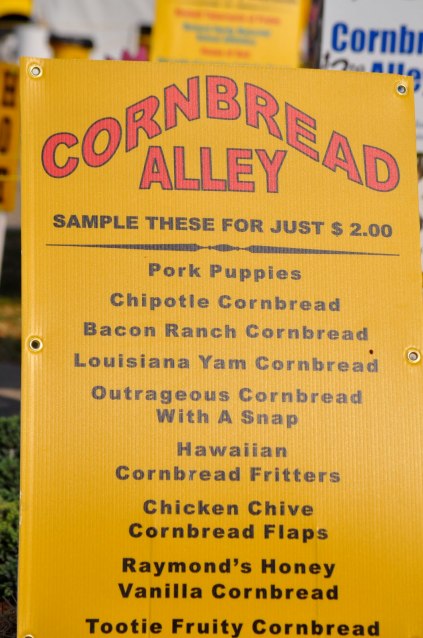 Cornbr
Alley
CORNBREAD
ALLEY
SAMPLE THESE FOR JUST $ 2.00
Pork Puppies
Chipotle Cornbread
Bacon Ranch Cornbread
Louisiana Yam Cornbread
Outrageous Cornbread
With A Snap
Hawaiian
Cornbread Fritters
Chicken Chive
Cornbread Flaps
Raymond's Honey
Vanilla Cornbread
Tootie Fruity Cornbread